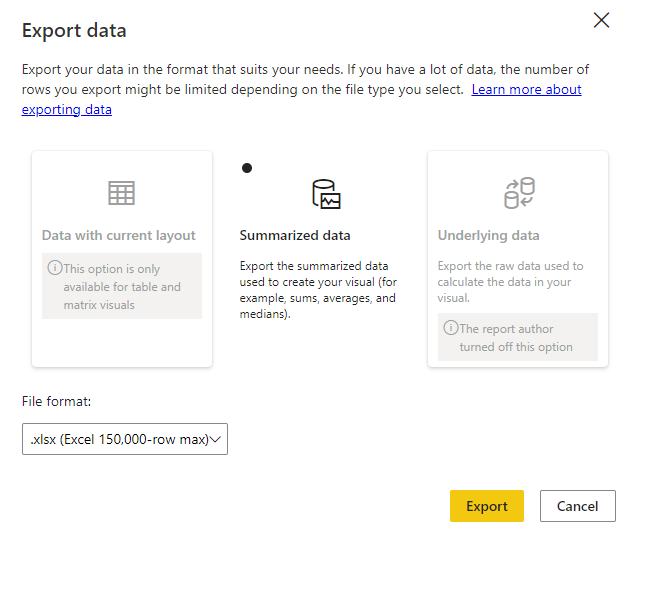 Export data
Export your data in the format that suits your needs. If you have a lot of data, the number of
rows you export might be limited depending on the file type you select. Learn more about
exporting data
Data with current layout
This option is only
available for table and
matrix visuals
Summarized data
Export the summarized data
used to create your visual (for
example, sums, averages, and
medians).
Underlying data
Export the raw data used to
calculate the data in your
visual.
The report author
turned off this option
File format:
.xlsx (Excel 150,000-row max)
Export
Cancel